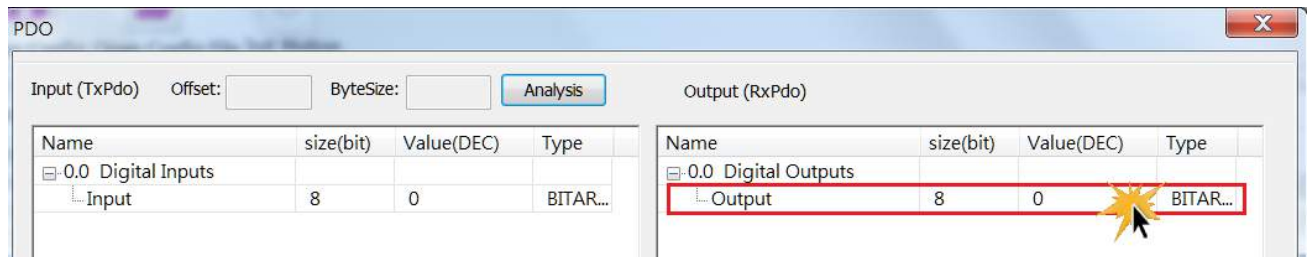 PDO
Input (TxPdo) Offset: ByteSize: Analysis Output (RxPdo)
Name size(bit) Value(DEC) Type Name size(bit) Value(DEC) Type
0.0 Digital Inputs 0.0 Digital Outputs
Input 8 0 BITAR... Output 8 0 BITAR...